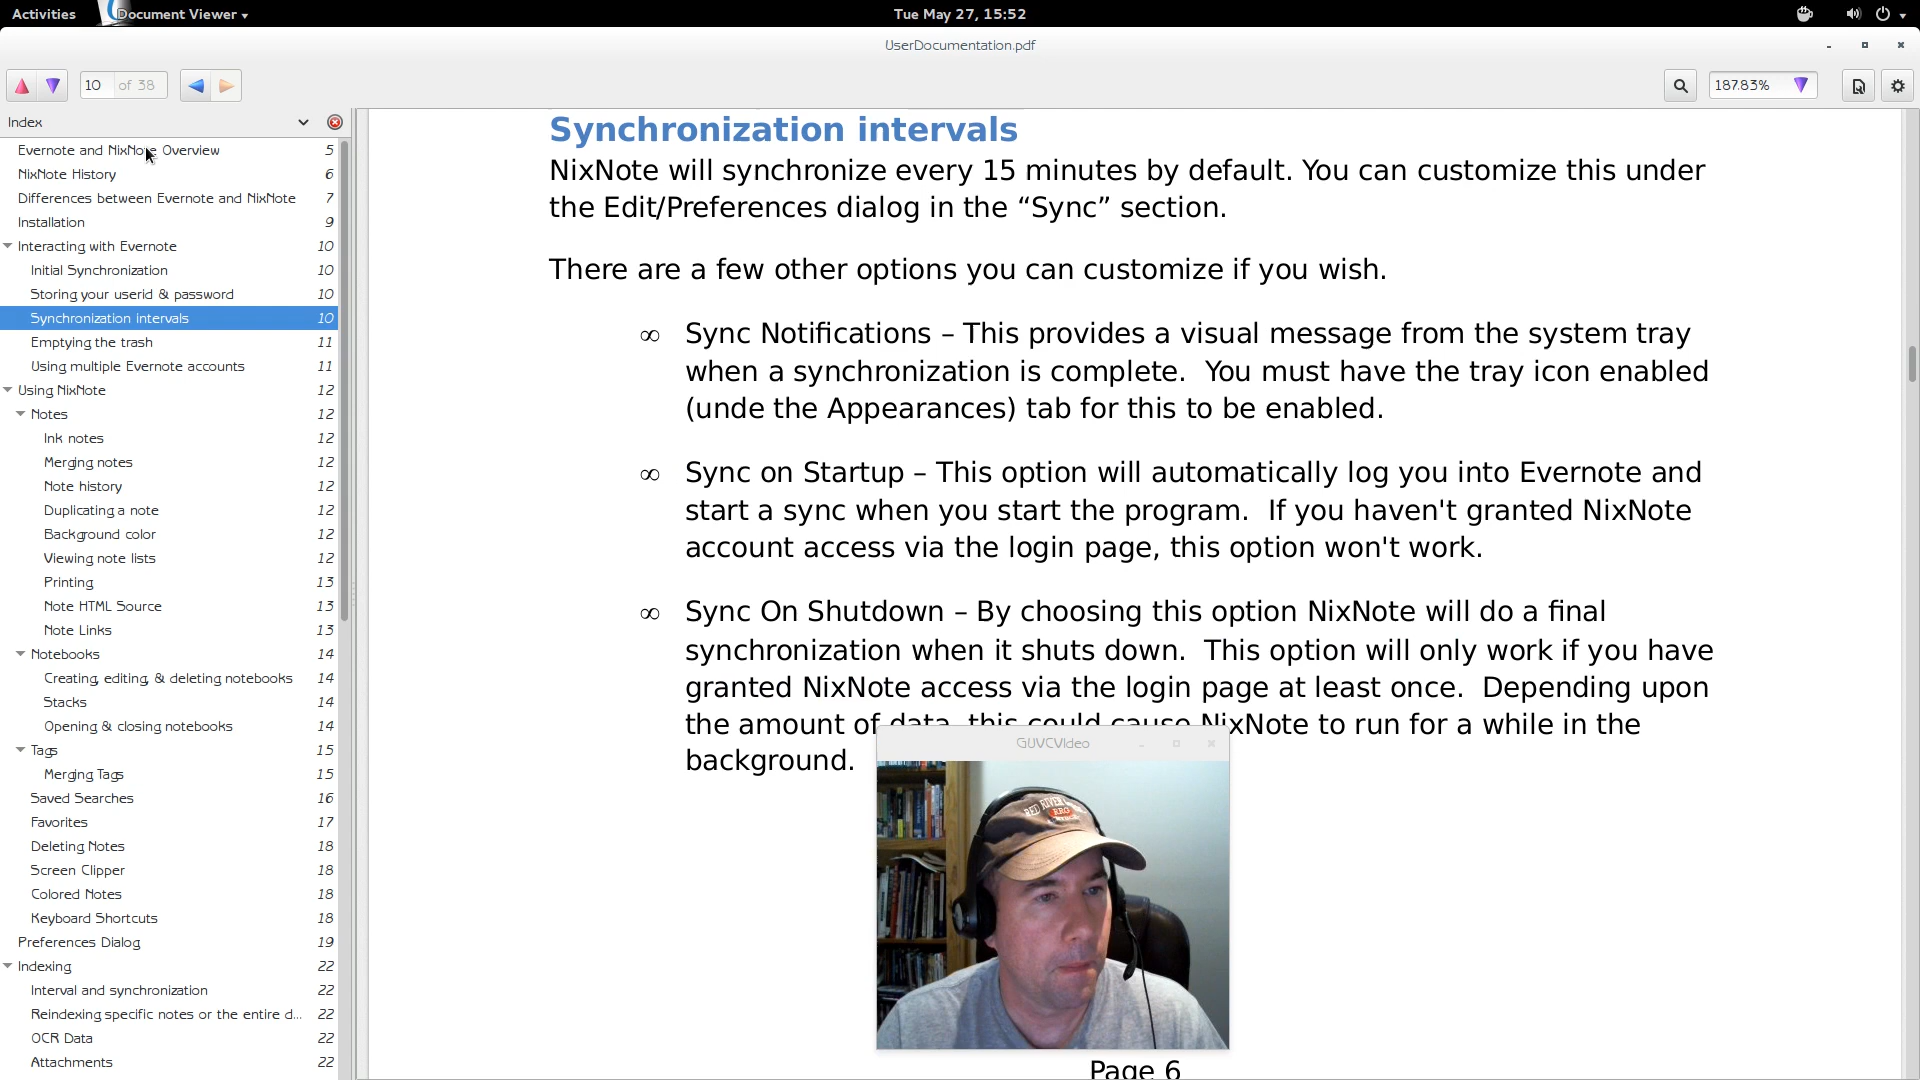 Activities Document Viewer Tue May 27, 15:52
UserDocumentation.pdf
10 of 38 187.83%
Index
Evernote and NixNote Overview 5
NixNote History 6
Differences between Evernote and NixNote 7
Installation 9
Interacting with Evernote 10
Initial Synchronization 10
Storing your userid & password 10
Synchronization intervals 10
Emptying the trash 11
Using multiple Evernote accounts 11
Using NixNote 12
Notes 12
Ink notes 12
Merging notes 12
Note history 12
Duplicating a note 12
Background color 12
Viewing note lists 12
Printing 13
Note HTML Source 13
Note Links 13
Notebooks 14
Creating, editing, & deleting notebooks 14
Stacks 14
Opening & closing notebooks 14
Tags 15
Merging Tags 15
Saved Searches 16
Favorites 17
Deleting Notes 18
Screen Clipper 18
Colored Notes 18
Keyboard Shortcuts 18
Preferences Dialog 19
Indexing 22
Interval and synchronization 22
Reindexing specific notes or the entire d... 22
OCR Data 22
Attachments 22
Synchronization intervals
NixNote will synchronize every 15 minutes by default. You can customize this under
the Edit/Preferences dialog in the “Sync” section.
There are a few other options you can customize if you wish.
∞ Sync Notifications – This provides a visual message from the system tray
when a synchronization is complete. You must have the tray icon enabled
(unde the Appearances) tab for this to be enabled.
∞ Sync on Startup – This option will automatically log you into Evernote and
start a sync when you start the program. If you haven't granted NixNote
account access via the login page, this option won't work.
∞ Sync On Shutdown – By choosing this option NixNote will do a final
synchronization when it shuts down. This option will only work if you have
granted NixNote access via the login page at least once. Depending upon
the amount of data, this could cause NixNote to run for a while in the
background.
GUVCVideo
RED RIVER
RRG
Page 6